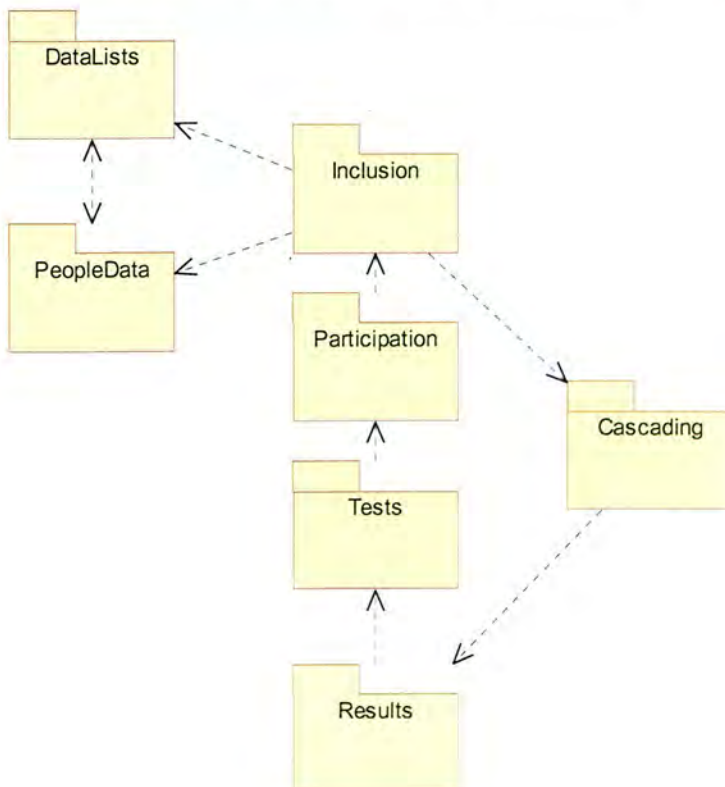 DataLists
Inclusion
PeopleData
Participation
Cascading
Tests
Results